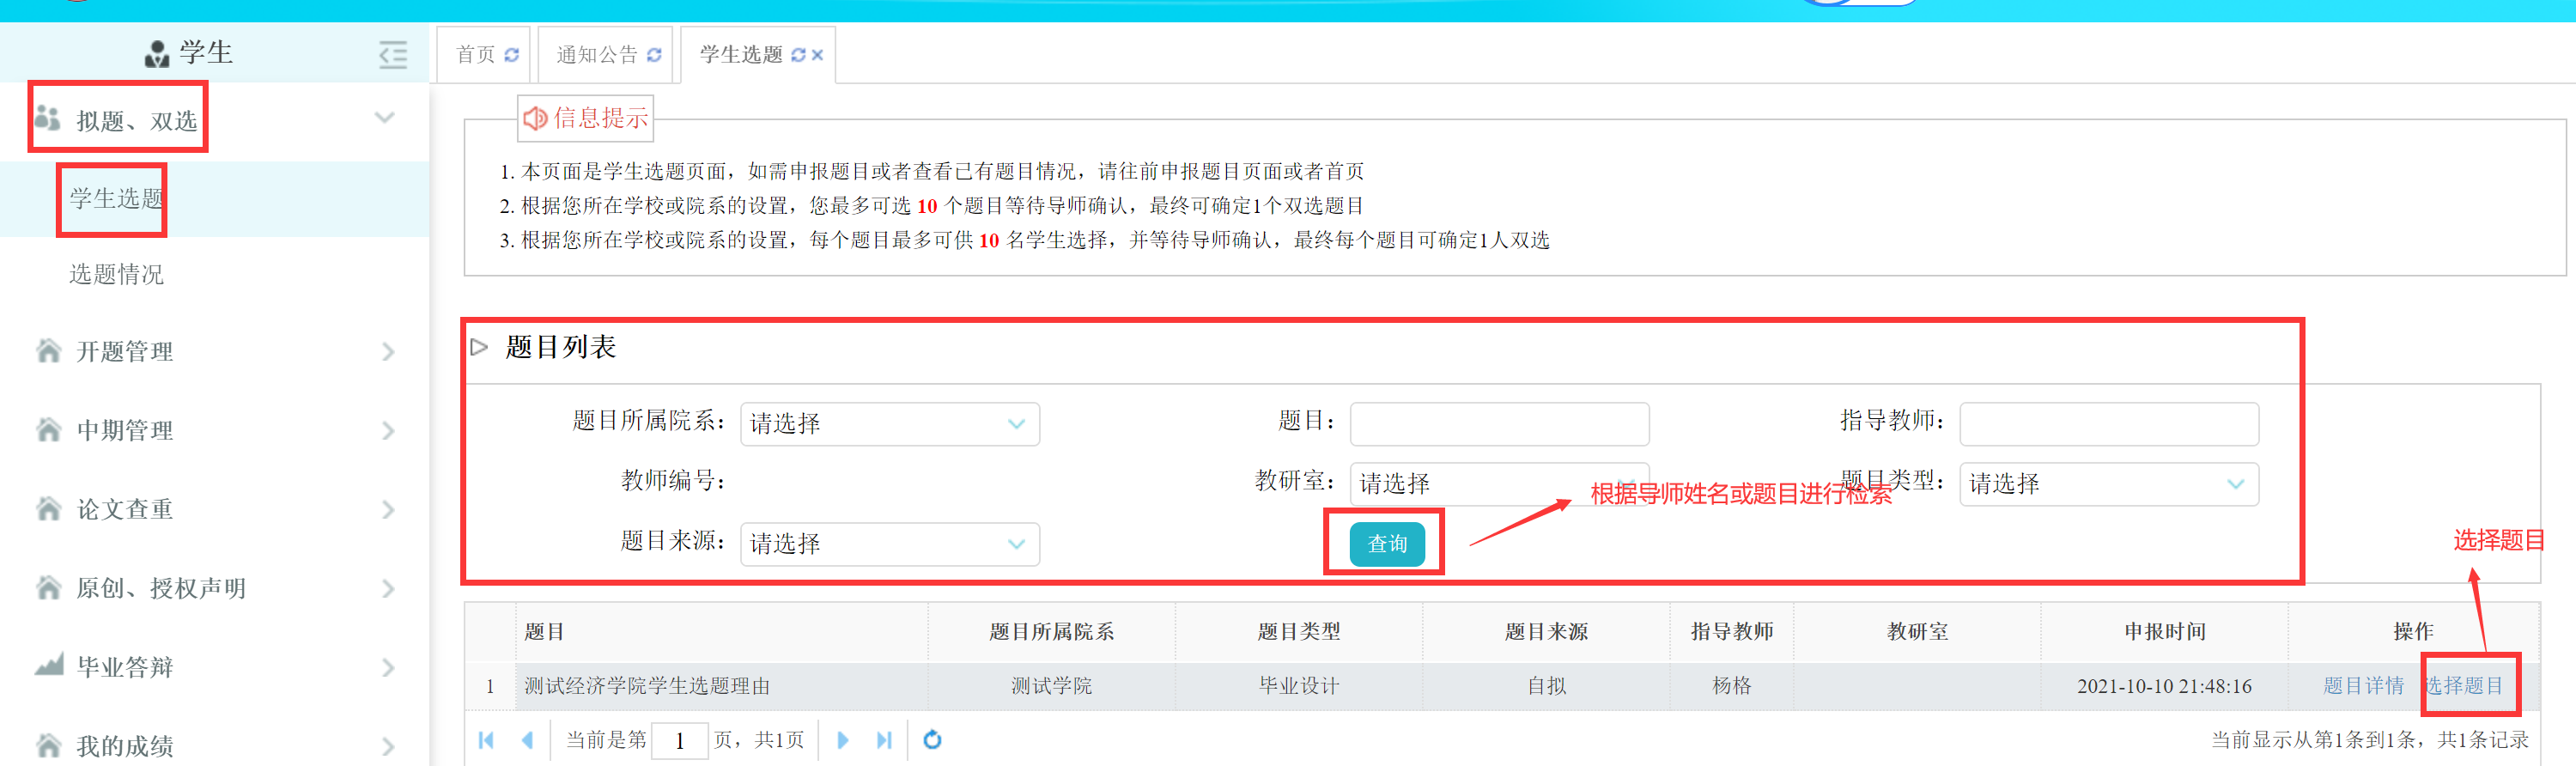 学生
拟题、双选
学生选题
选题情况
开题管理
中期管理
论文查重
原创、授权声明
毕业答辩
我的成绩
首页 通知公告 学生选题
信息提示
1. 本页面是学生选题页面，如需申报题目或者查看已有题目情况，请往前申报题目页面或者首页
2. 根据您所在学校或院系的设置，您最多可选 10 个题目等待导师确认，最终可确定1个双选题目
3. 根据您所在学校或院系的设置，每个题目最多可供 10 名学生选择，并等待导师确认，最终每个题目可确定1人双选
题目列表
题目所属院系： 请选择 题目： 指导教师：
教师编号： 教研室： 请选择 题目类型： 请选择
根据导师姓名或题目进行检索
题目来源： 请选择 查询
选择题目
题目 题目所属院系 题目类型 题目来源 指导教师 教研室 申报时间 操作
1 测试经济学院学生选题理由 测试学院 毕业设计 自拟 杨格 2021-10-10 21:48:16 题目详情 选择题目
当前是第 1 页，共1页 当前显示从第1条到1条，共1条记录